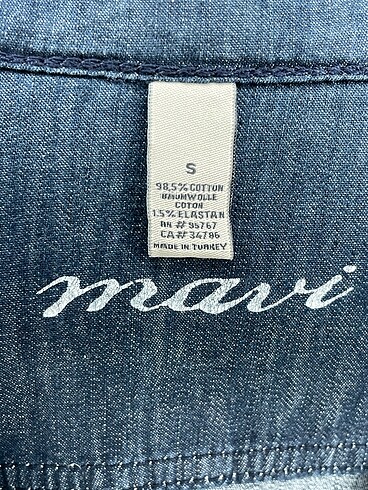 S
98,5% COTTON
BAUMWOLLE
COTON
1.5% ELASTAN
RN # 95767
CA# 34786
MADE IN TURKEY
mavi